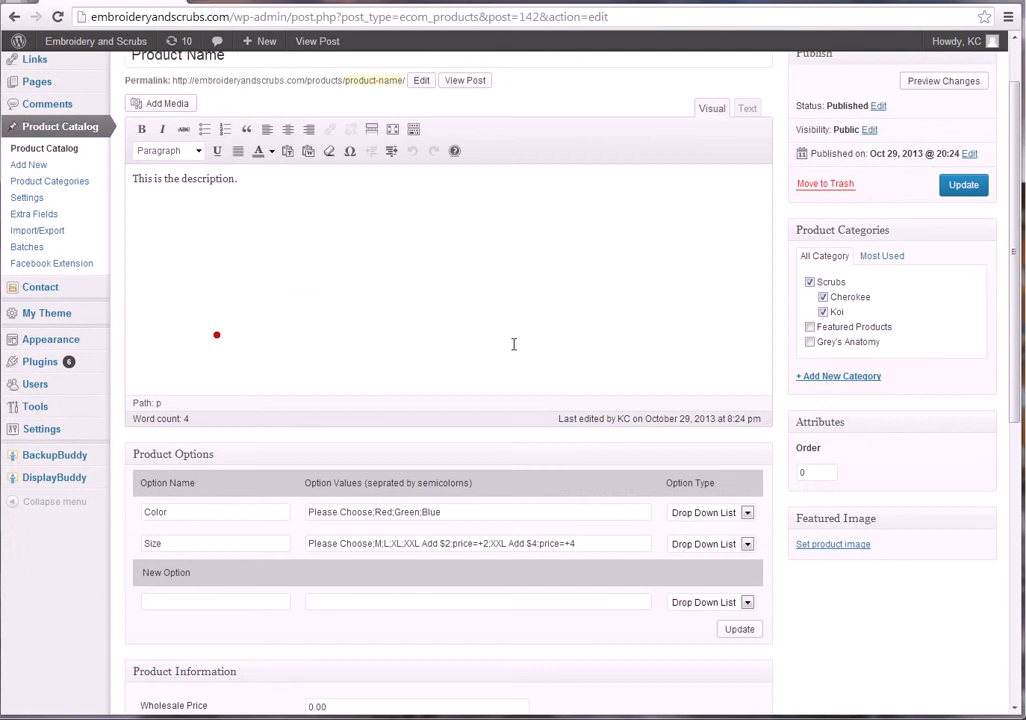 embroideryandscrubs.com/wp-admin/post.php?post_type=ecom_products&post=142&action=edit
Embroidery and Scrubs 10 + New View Post Howdy, KC
Links
Pages
Comments
Product Catalog
Product Catalog
Add New
Product Categories
Settings
Extra Fields
Import/Export
Batches
Facebook Extension
Contact
My Theme
Appearance
Plugins 6
Users
Tools
Settings
BackupBuddy
DisplayBuddy
Collapse menu
Product Name
Permalink: http://embroideryandscrubs.com/products/product-name/ Edit View Post
Add Media
Visual Text
B I ABC
Paragraph U A Ω
This is the description.
Path: p
Word count: 4 Last edited by KC on October 29, 2013 at 8:24 pm
Product Options
Option Name Option Values (seprated by semicolorns) Option Type
Color Please Choose;Red;Green;Blue Drop Down List
Size Please Choose;M;L;XL;XXL Add $2:price=+2;XXL Add $4:price=+4 Drop Down List
New Option
Drop Down List
Update
Product Information
Wholesale Price 0.00
Publish
Preview Changes
Status: Published Edit
Visibility: Public Edit
Published on: Oct 29, 2013 @ 20:24 Edit
Move to Trash Update
Product Categories
All Category Most Used
Scrubs
Cherokee
Koi
Featured Products
Grey's Anatomy
+ Add New Category
Attributes
Order
0
Featured Image
Set product image